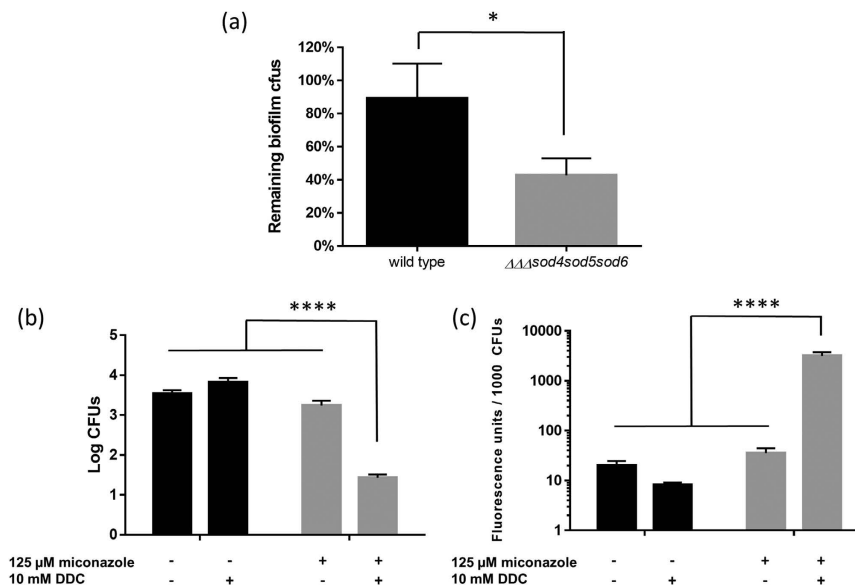 (a)
*
120%
100%
80%
60%
40%
20%
0%
Remaining biofilm cfus
wild type
ΔΔΔsod4sod5sod6
(b)
****
5
4
3
2
1
0
Log CFUs
125 µM miconazole - - + +
10 mM DDC - + - +
(c)
****
10000
1000
100
10
1
Fluorescence units / 1000 CFUs
125 µM miconazole - - + +
10 mM DDC - + - +